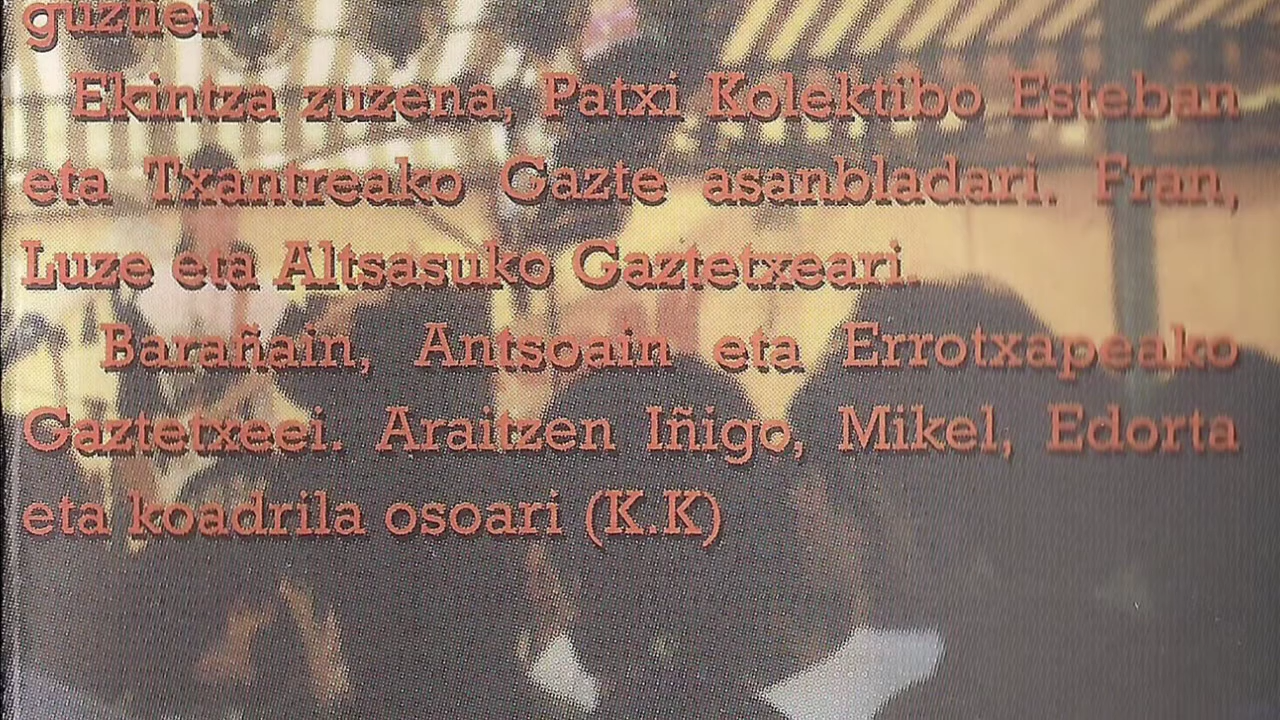 guztiei.
Ekintza zuzena, Patxi Kolektibo Esteban
eta Txantreako Gazte asanbladari. Fran,
Luze eta Altsasuko Gaztetxeari.
Barañain, Antsoain eta Errotxapeako
Gaztetxeei. Araitzen Iñigo, Mikel, Edorta
eta koadrila osoari (K.K)